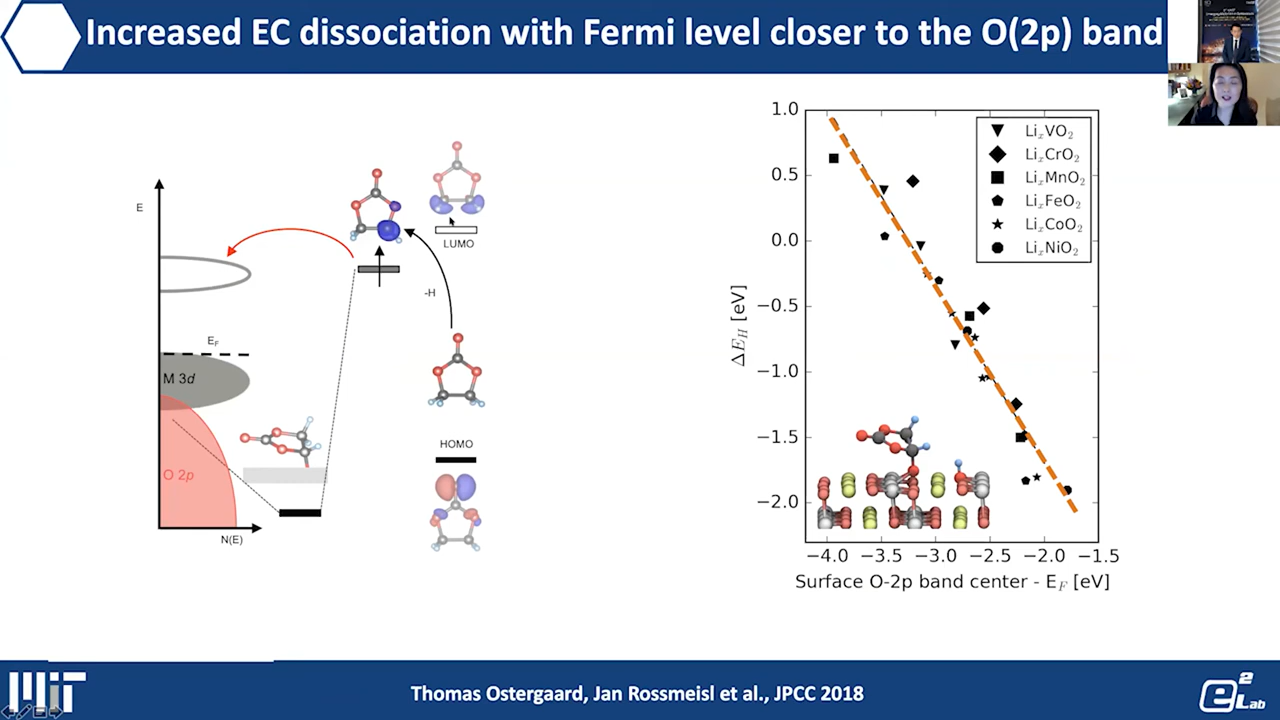 Increased EC dissociation with Fermi level closer to the O(2p) band
E
E_F
M 3d
O 2p
N(E)
LUMO
-H
HOMO
1.0
0.5
0.0
−0.5
−1.0
−1.5
−2.0
ΔE_H [eV]
Li_xVO_2
Li_xCrO_2
Li_xMnO_2
Li_xFeO_2
Li_xCoO_2
Li_xNiO_2
−4.0 −3.5 −3.0 −2.5 −2.0 −1.5
Surface O-2p band center - E_F [eV]
MIT
Thomas Ostergaard, Jan Rossmeisl et al., JPCC 2018
e2 Lab